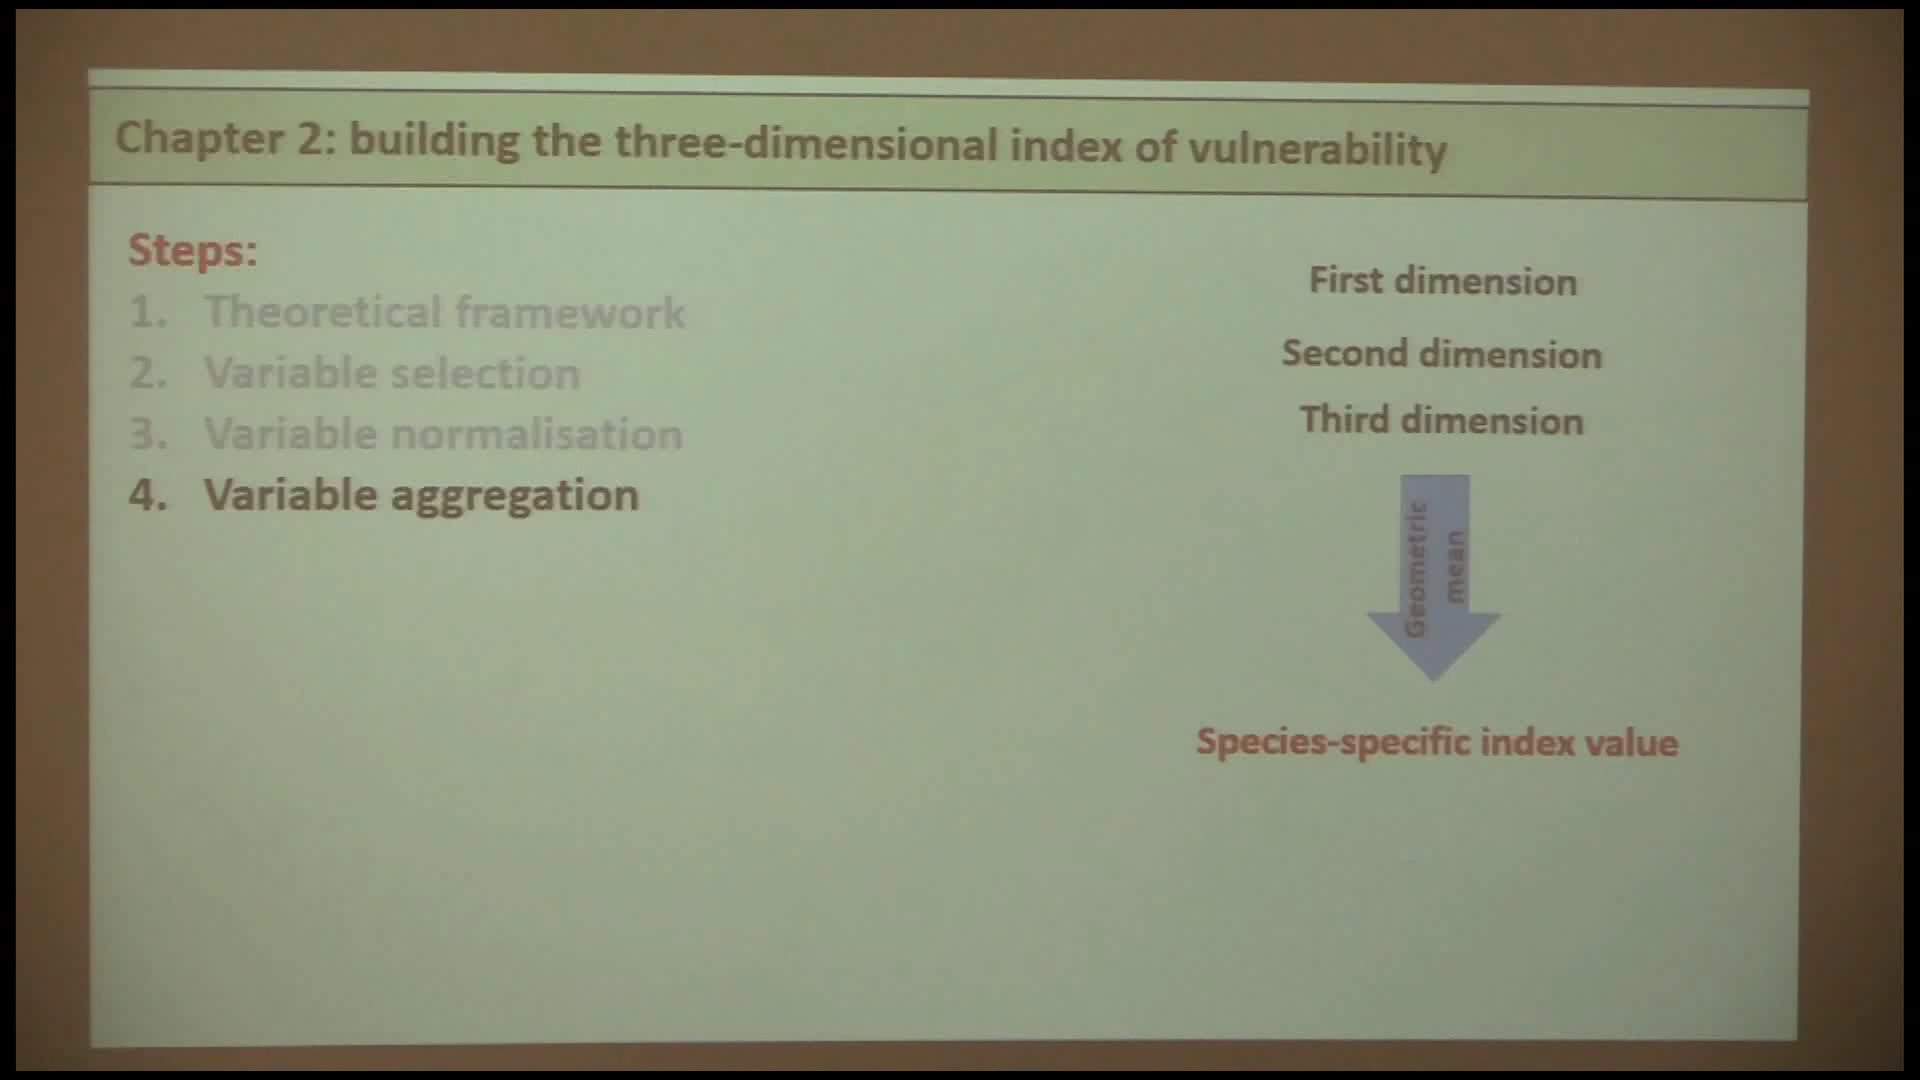 Chapter 2: building the three-dimensional index of vulnerability
Steps:
1. Theoretical framework
2. Variable selection
3. Variable normalisation
4. Variable aggregation
First dimension
Second dimension
Third dimension
Geometric
mean
Species-specific index value